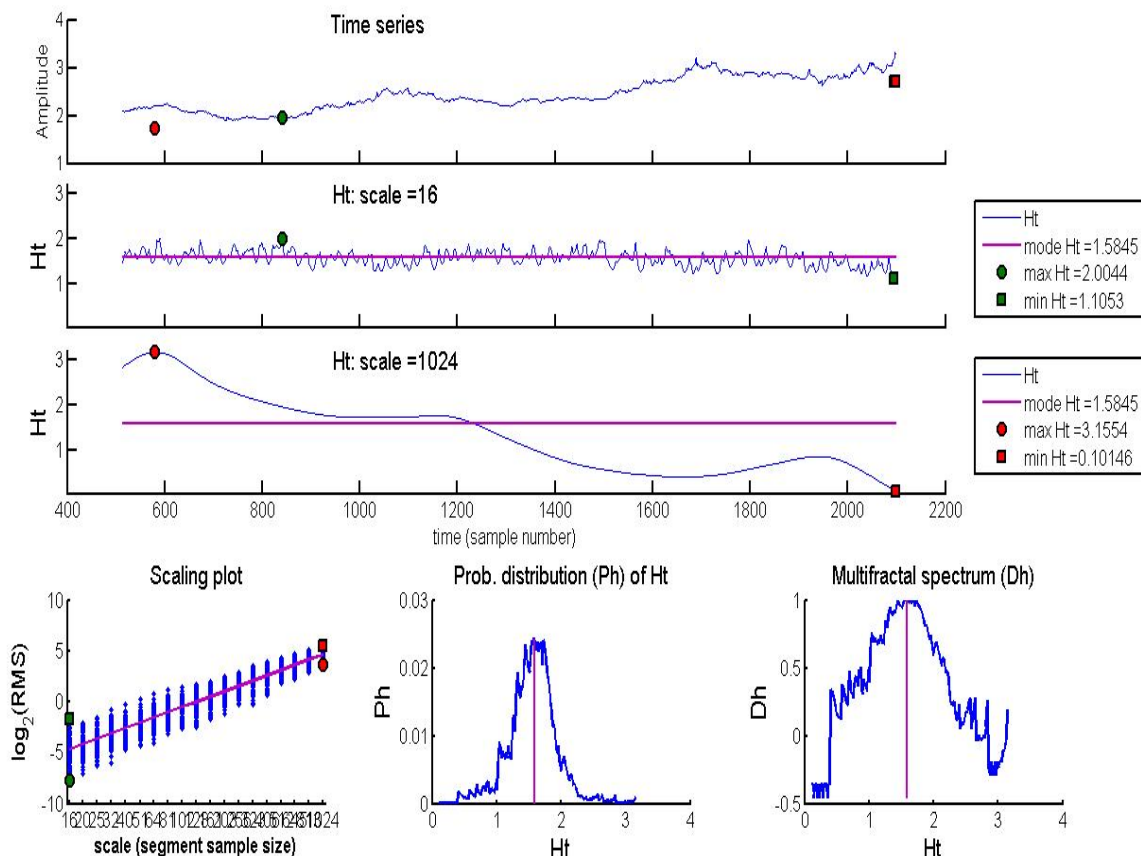 Time series
Amplitude
4
3
2
1
Ht: scale =16
Ht
3
2
1
Ht
mode Ht =1.5845
max Ht=2.0044
min Ht=1.1053
Ht: scale =1024
Ht
3
2
1
400 600 800 1000 1200 1400 1600 1800 2000 2200
time (sample number)
Ht
mode Ht =1.5845
max Ht=3.1554
min Ht=0.10146
Scaling plot
log2(RMS)
10
5
0
-5
-10
scale (segment sample size)
Prob. distribution (Ph) of Ht
Ph
0.03
0.02
0.01
0
0 1 2 3 4
Ht
Multifractal spectrum (Dh)
Dh
1
0.5
0
-0.5
0 1 2 3 4
Ht